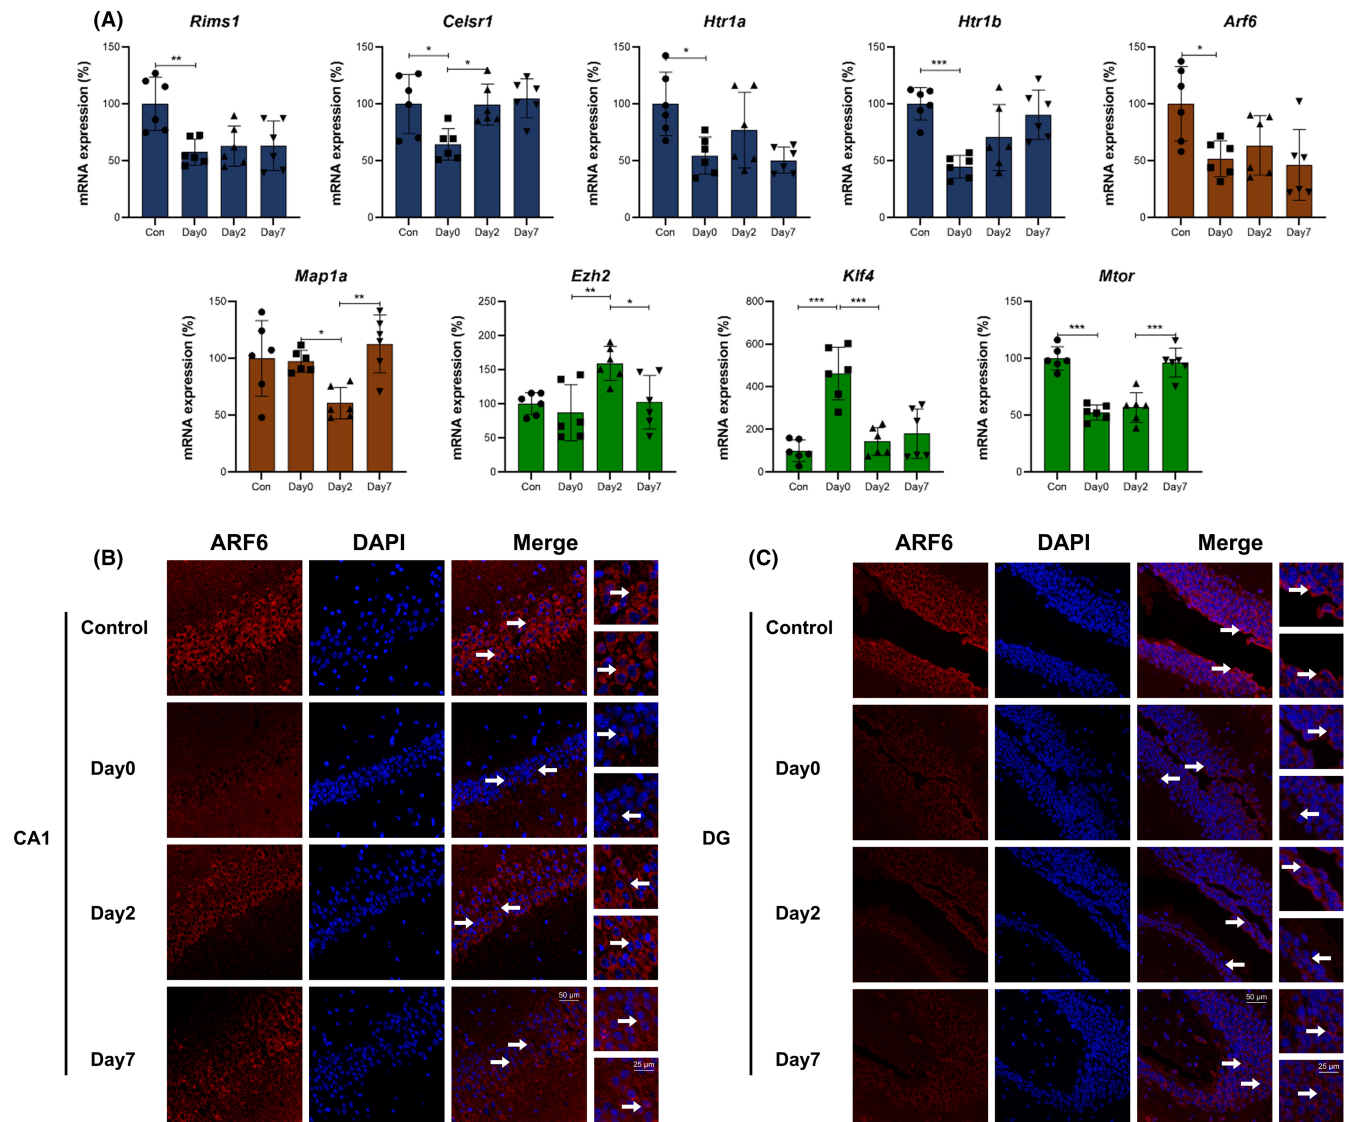 (A)
Rims1
Celsr1
Htr1a
Htr1b
Arf6
mRNA expression (%)
150
100
50
0
**
Con Day0 Day2 Day7
mRNA expression (%)
150
100
50
0
*
*
Con Day0 Day2 Day7
mRNA expression (%)
150
100
50
0
*
Con Day0 Day2 Day7
mRNA expression (%)
150
100
50
0
***
Con Day0 Day2 Day7
mRNA expression (%)
150
100
50
0
*
Con Day0 Day2 Day7
Map1a
Ezh2
Klf4
Mtor
mRNA expression (%)
150
100
50
0
*
**
Con Day0 Day2 Day7
mRNA expression (%)
250
200
150
100
50
0
**
*
Con Day0 Day2 Day7
mRNA expression (%)
800
600
400
200
0
***
***
Con Day0 Day2 Day7
mRNA expression (%)
150
100
50
0
***
***
Con Day0 Day2 Day7
(B)
ARF6 DAPI Merge
Control
Day0
CA1
Day2
Day7
50 µm
25 µm
(C)
ARF6 DAPI Merge
Control
Day0
DG
Day2
Day7
50 µm
25 µm